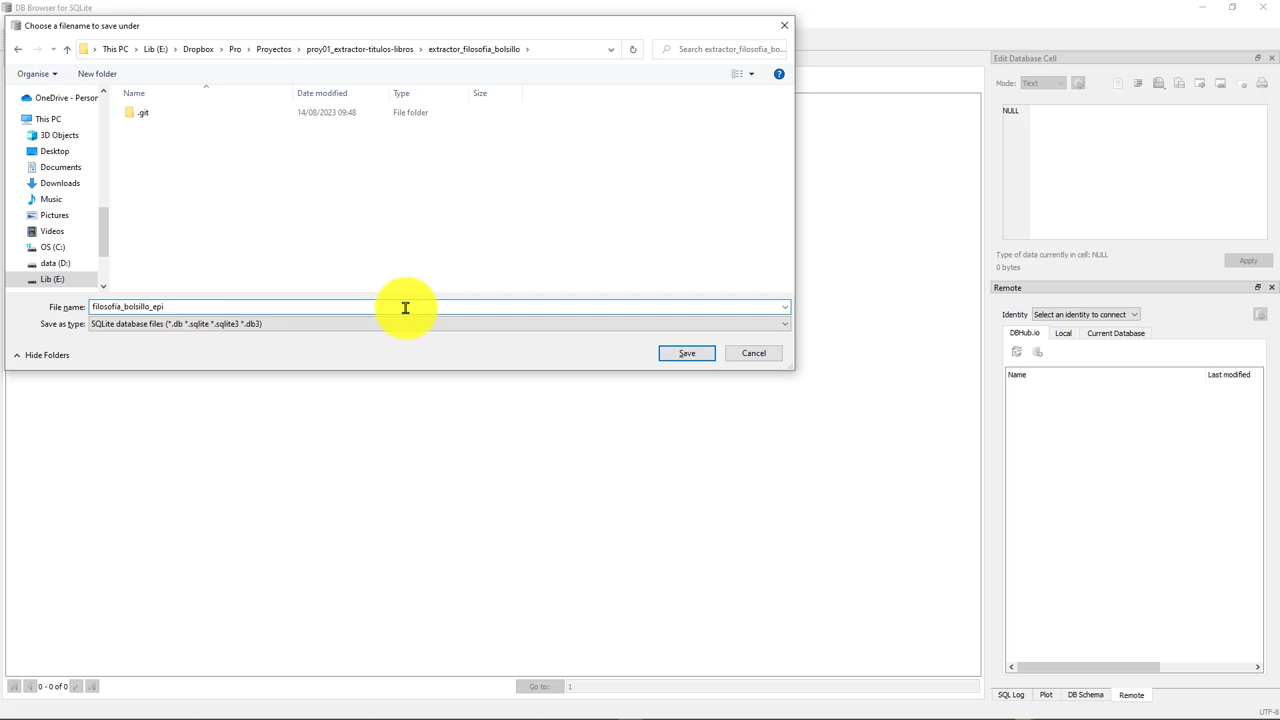 DB Browser for SQLite
Choose a filename to save under
This PC › Lib (E:) › Dropbox › Pro › Proyectos › proy01_extractor-titulos-libros › extractor_filosofia_bolsillo ›
Search extractor_filosofia_bo...
Organise
New folder
Name
Date modified
Type
Size
.git
14/08/2023 09:48
File folder
OneDrive - Person
This PC
3D Objects
Desktop
Documents
Downloads
Music
Pictures
Videos
OS (C:)
data (D:)
Lib (E:)
File name:
filosofía_bolsillo_epi
Save as type:
SQLite database files (*.db *.sqlite *.sqlite3 *.db3)
Hide Folders
Save
Cancel
0 - 0 of 0
Go to:
1
Edit Database Cell
Mode:
Text
NULL
Type of data currently in cell: NULL
0 bytes
Apply
Remote
Identity
Select an identity to connect
DBHub.io
Local
Current Database
Name
Last modified
SQL Log
Plot
DB Schema
Remote
UTF-8